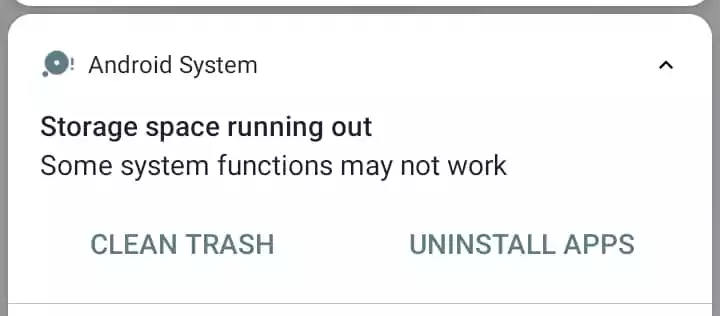 Android System
Storage space running out
Some system functions may not work
CLEAN TRASH UNINSTALL APPS